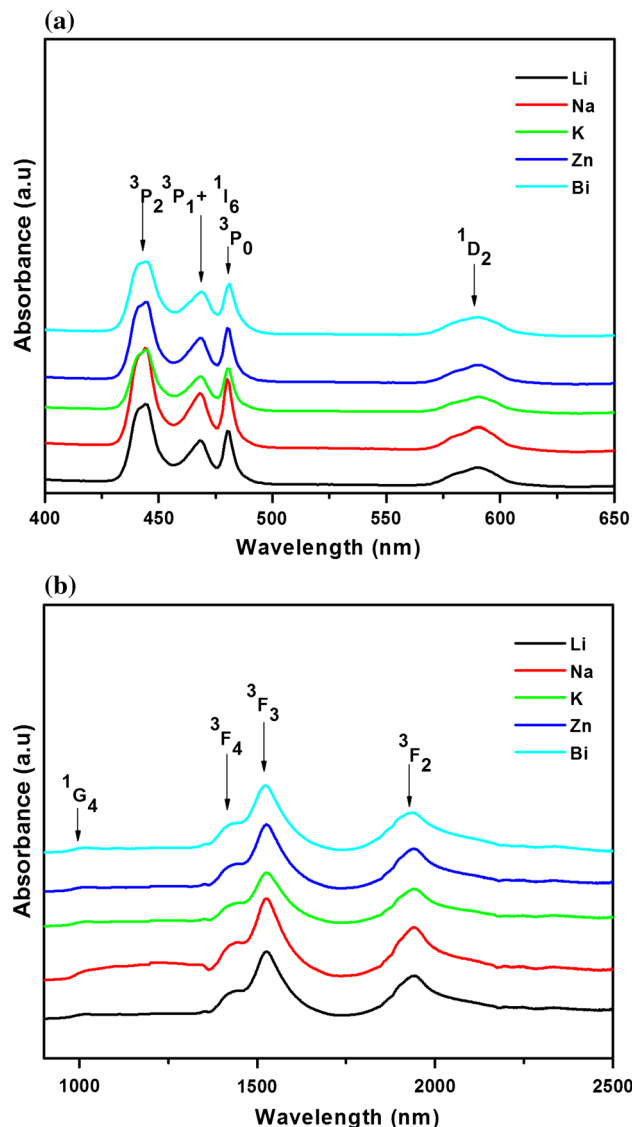 (a)
Li
Na
K
Zn
Bi
³P₂ ³P₁+ ¹I₆
³P₀
¹D₂
Absorbance (a.u)
400 450 500 550 600 650
Wavelength (nm)
(b)
Li
Na
K
Zn
Bi
³F₃
³F₄
³F₂
¹G₄
Absorbance (a.u)
1000 1500 2000 2500
Wavelength (nm)